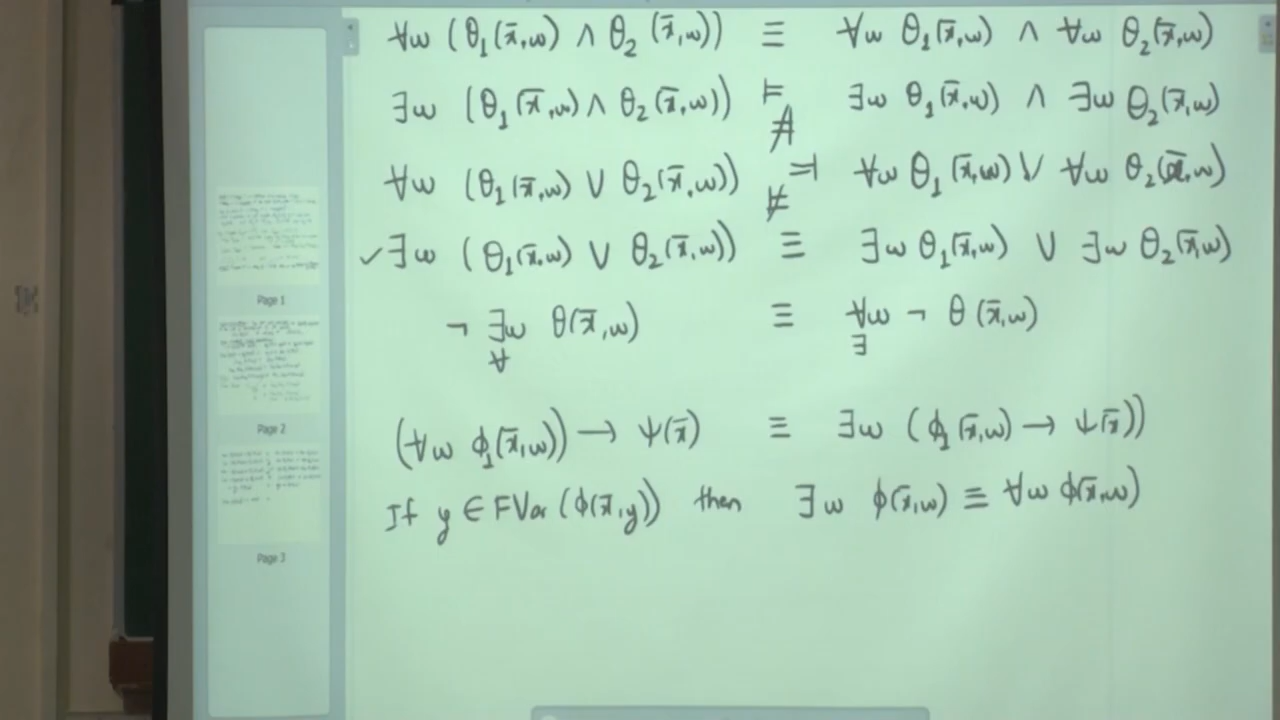 ∀w (θ₁(x̄,w) ∧ θ₂(x̄,w)) ≡ ∀w θ₁(x̄,w) ∧ ∀w θ₂(x̄,w)
∃w (θ₁(x̄,w) ∧ θ₂(x̄,w)) ⊨ ∃w θ₁(x̄,w) ∧ ∃w θ₂(x̄,w)
⫤̸
∀w (θ₁(x̄,w) ∨ θ₂(x̄,w)) ⫤ ∀w θ₁(x̄,w) ∨ ∀w θ₂(x̄,w)
⊭
✓ ∃w (θ₁(x̄,w) ∨ θ₂(x̄,w)) ≡ ∃w θ₁(x̄,w) ∨ ∃w θ₂(x̄,w)
¬ ∃w θ(x̄,w) ≡ ∀w ¬ θ(x̄,w)
∀ ∃
(∀w ϕ₁(x̄,w)) → ψ(x̄) ≡ ∃w (ϕ₁(x̄,w) → ψ(x̄))
If y ∈ FVar (ϕ(x̄,y)) then ∃w ϕ(x̄,w) ≡ ∀w ϕ(x̄,w)
Page 1
Page 2
Page 3